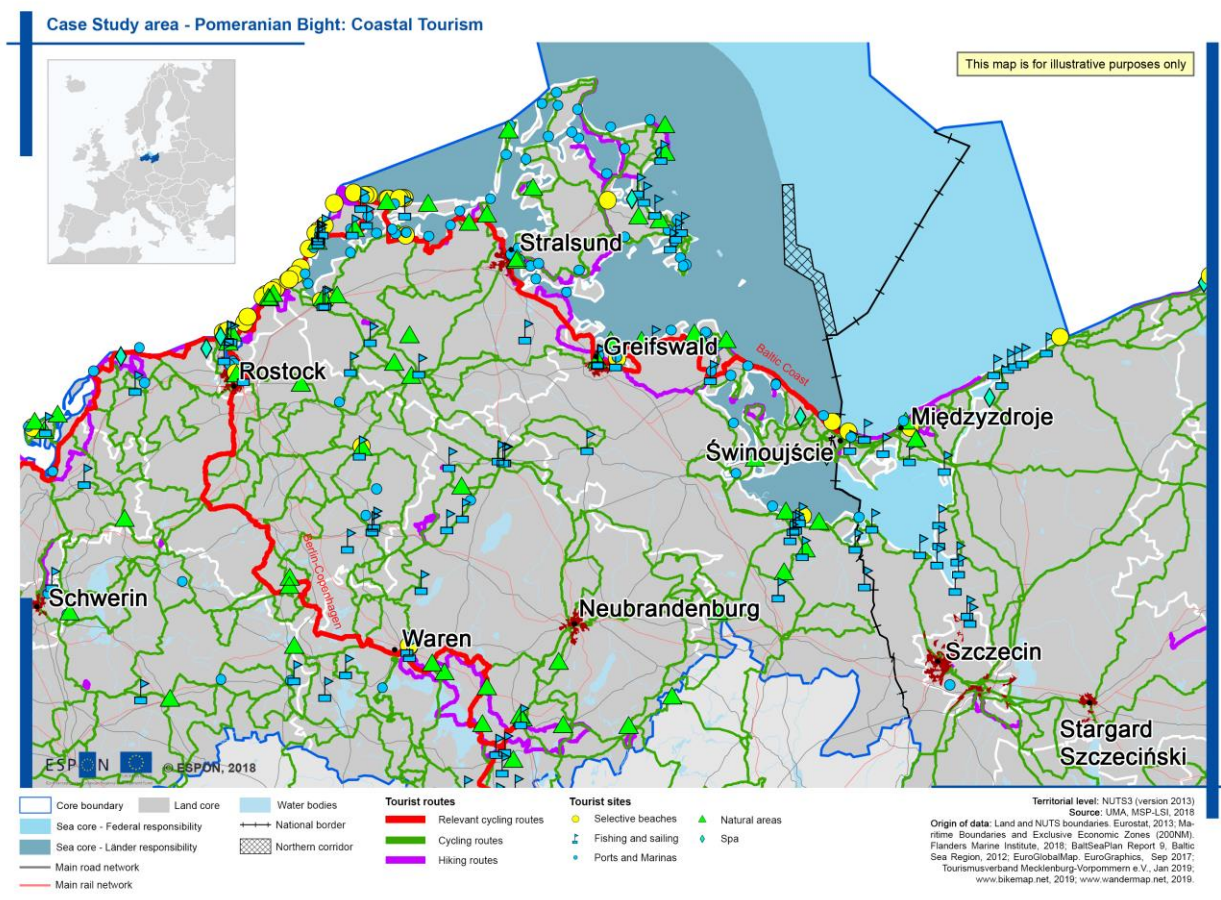 Case Study area - Pomeranian Bight: Coastal Tourism
This map is for illustrative purposes only
Stralsund
Greifswald
Baltic Coast
Rostock
Międzyzdroje
Świnoujście
Berlin-Copenhagen
Schwerin
Neubrandenburg
Waren
Szczecin
Stargard
Szczeciński
ESPON
© ESPON, 2018
Core boundary
Land core
Water bodies
Sea core - Federal responsibility
National border
Sea core - Länder responsibility
Northern corridor
Main road network
Main rail network
Tourist routes
Relevant cycling routes
Cycling routes
Hiking routes
Tourist sites
Selective beaches
Natural areas
Fishing and sailing
Spa
Ports and Marinas
Territorial level: NUTS3 (version 2013)
Source: UMA, MSP-LSI, 2018
Origin of data: Land and NUTS boundaries. Eurostat, 2013; Ma-
ritime Boundaries and Exclusive Economic Zones (200NM).
Flanders Marine Institute, 2018; BaltSeaPlan Report 9, Baltic
Sea Region, 2012; EuroGlobalMap. EuroGraphics, Sep 2017;
Tourismusverband Mecklenburg-Vorpommern e.V., Jan 2019;
www.bikemap.net, 2019; www.wandermap.net, 2019.